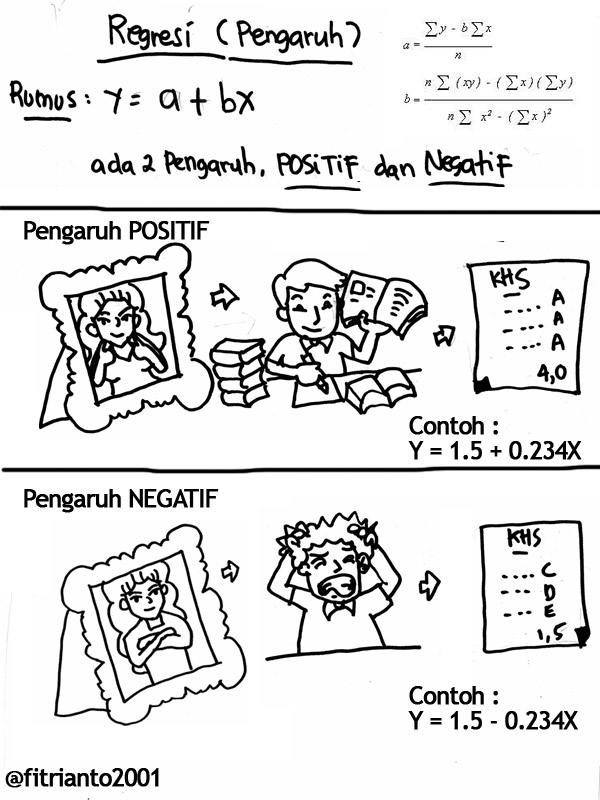 Regresi (Pengaruh)
a = ∑y - b∑x / n
Rumus : Y = a + bX
b = n∑(xy) - (∑x)(∑y) / n∑x² - (∑x)²
ada 2 Pengaruh, POSiTiF dan Negatif
Pengaruh POSITIF
KHS
.... A
.... A
.... A
4,0
Contoh :
Y = 1.5 + 0.234X
Pengaruh NEGATIF
KHS
.... C
.... D
.... E
1,5
Contoh :
Y = 1.5 - 0.234X
@fitrianto2001